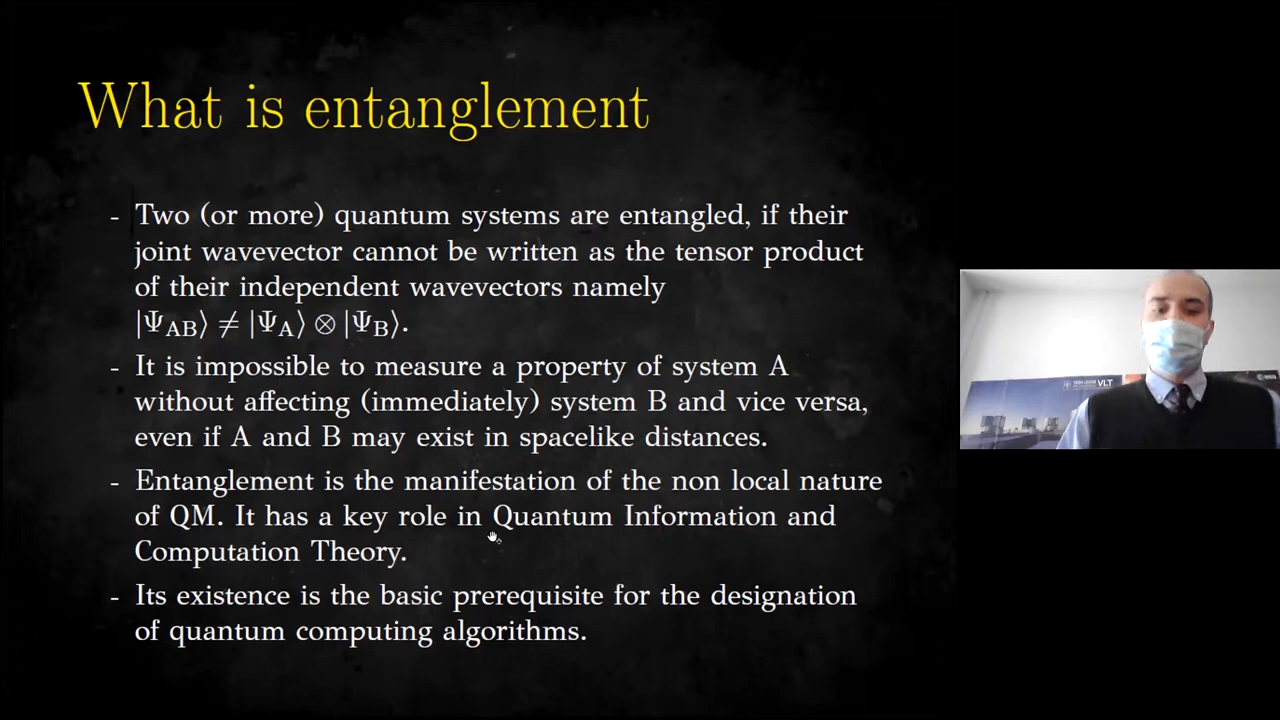 What is entanglement
- Two (or more) quantum systems are entangled, if their
joint wavevector cannot be written as the tensor product
of their independent wavevectors namely
|Ψ_AB⟩ ≠ |Ψ_A⟩ ⊗ |Ψ_B⟩.
- It is impossible to measure a property of system A
without affecting (immediately) system B and vice versa,
even if A and B may exist in spacelike distances.
- Entanglement is the manifestation of the non local nature
of QM. It has a key role in Quantum Information and
Computation Theory.
- Its existence is the basic prerequisite for the designation
of quantum computing algorithms.
VLT